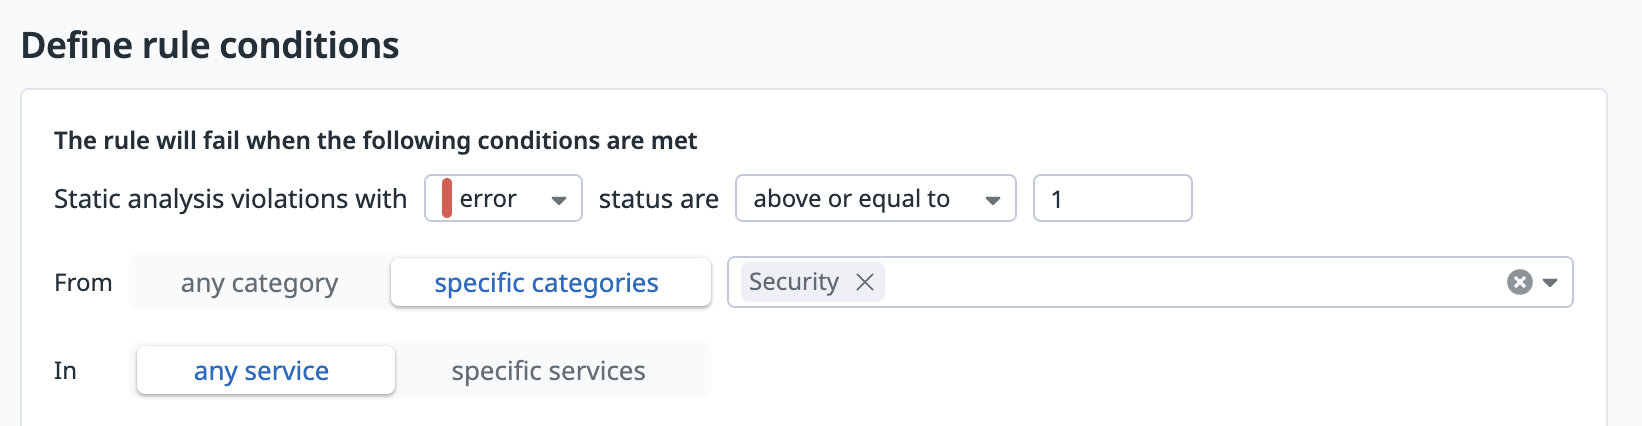 Define rule conditions
The rule will fail when the following conditions are met
Static analysis violations with error status are above or equal to 1
From any category specific categories Security
In any service specific services